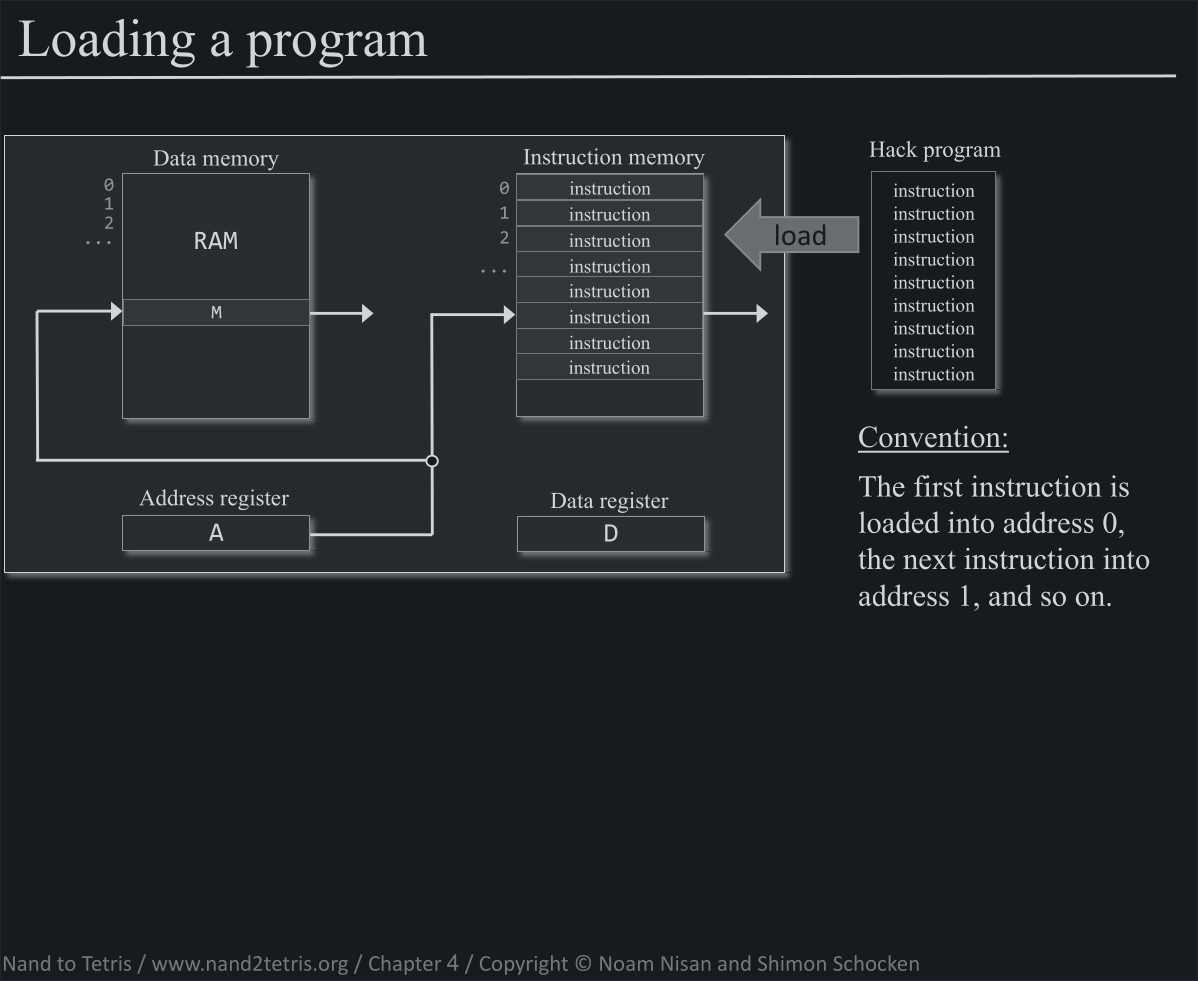 Loading a program
Data memory
0
1
2
...
RAM
M
Instruction memory
0
1
2
...
instruction
instruction
instruction
instruction
instruction
instruction
instruction
instruction
load
Hack program
instruction
instruction
instruction
instruction
instruction
instruction
instruction
instruction
instruction
Address register
A
Data register
D
Convention:
The first instruction is
loaded into address 0,
the next instruction into
address 1, and so on.
Nand to Tetris / www.nand2tetris.org / Chapter 4 / Copyright © Noam Nisan and Shimon Schocken